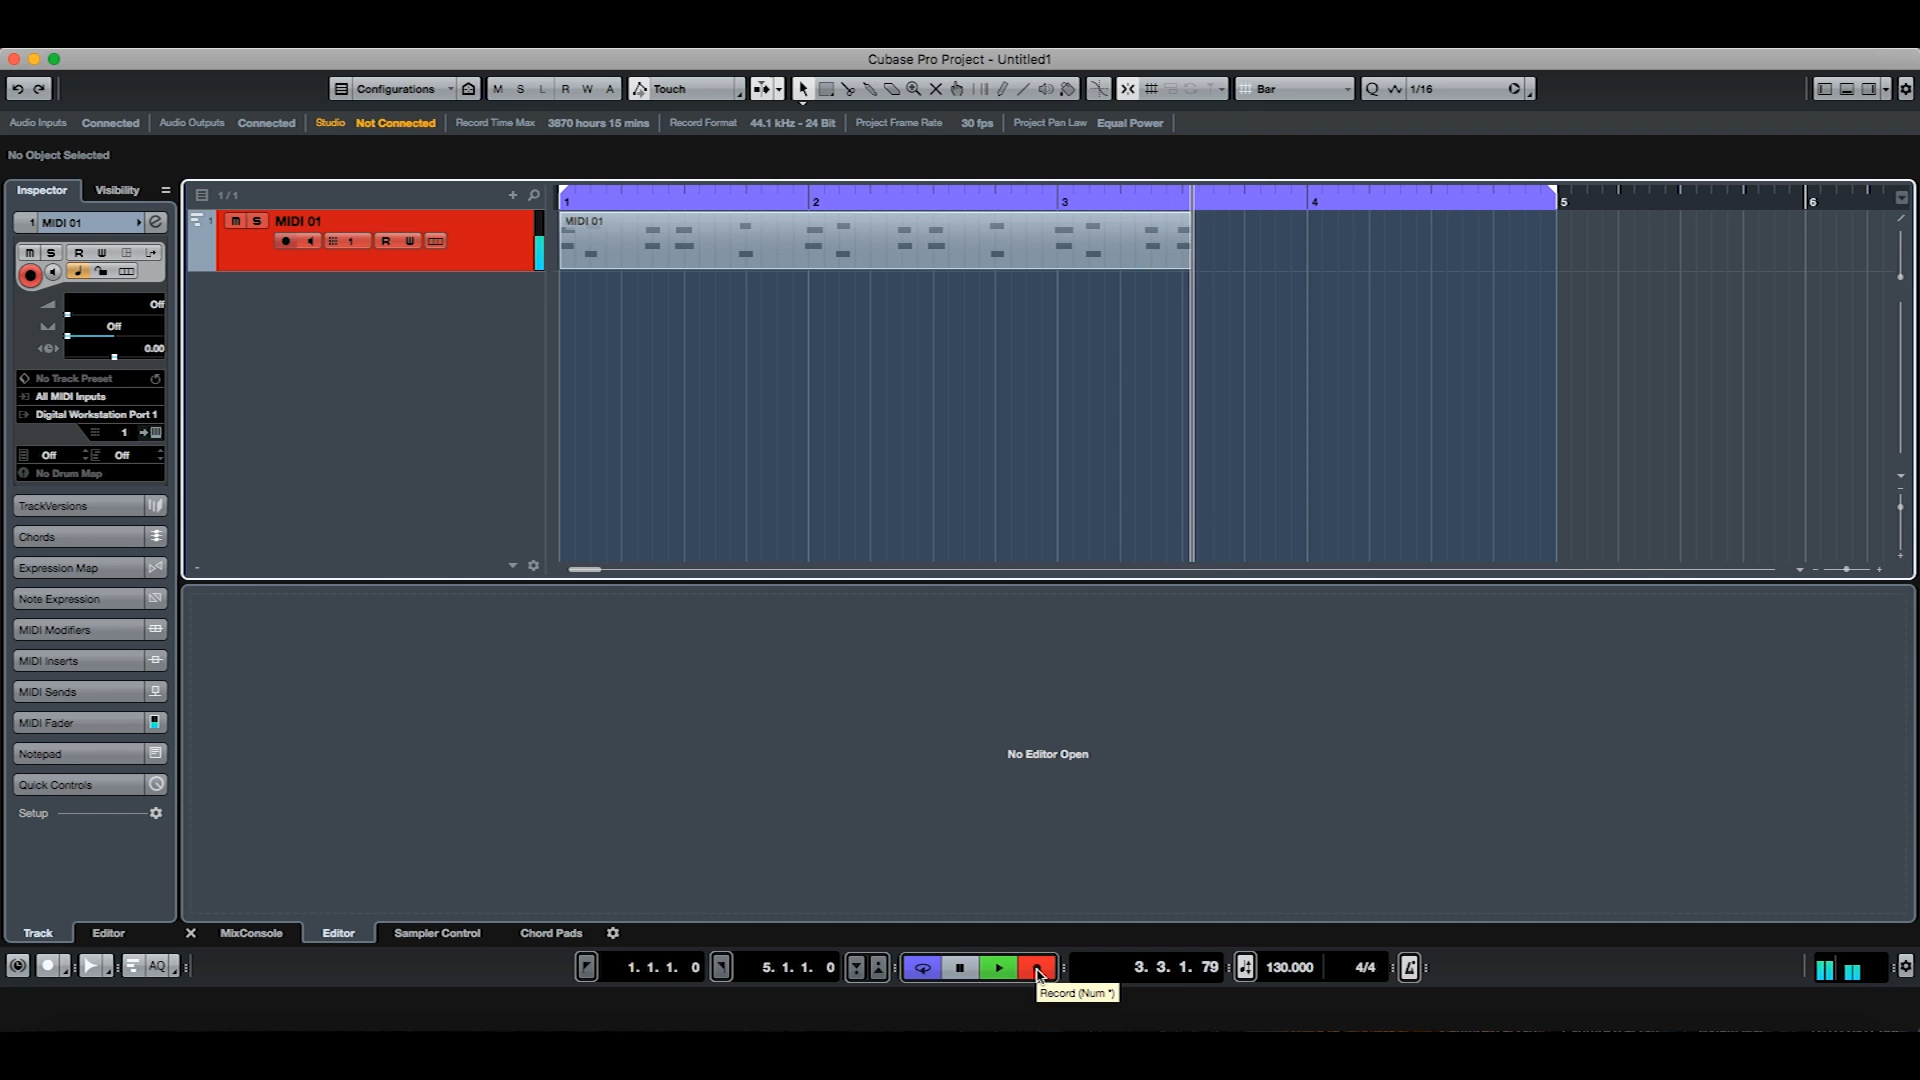 Cubase Pro Project - Untitled1
Configurations M S L R W A Touch Bar Q 1/16
Audio Inputs Connected Audio Outputs Connected Studio Not Connected Record Time Max 3870 hours 15 mins Record Format 44.1 kHz - 24 Bit Project Frame Rate 30 fps Project Pan Law Equal Power
No Object Selected
Inspector Visibility
1/1
1 2 3 4 5 6
1 MIDI 01
1 m S MIDI 01
MIDI 01
1 R W
m S R W
Off
Off
0.00
No Track Preset
All MIDI Inputs
Digital Workstation Port 1
1
Off Off
No Drum Map
TrackVersions
Chords
Expression Map
Note Expression
MIDI Modifiers
MIDI Inserts
MIDI Sends
MIDI Fader
Notepad
Quick Controls
Setup
No Editor Open
Track Editor
MixConsole Editor Sampler Control Chord Pads
AQ
1. 1. 1. 0
5. 1. 1. 0
3. 3. 1. 79
130.000
4/4
Record (Num *)